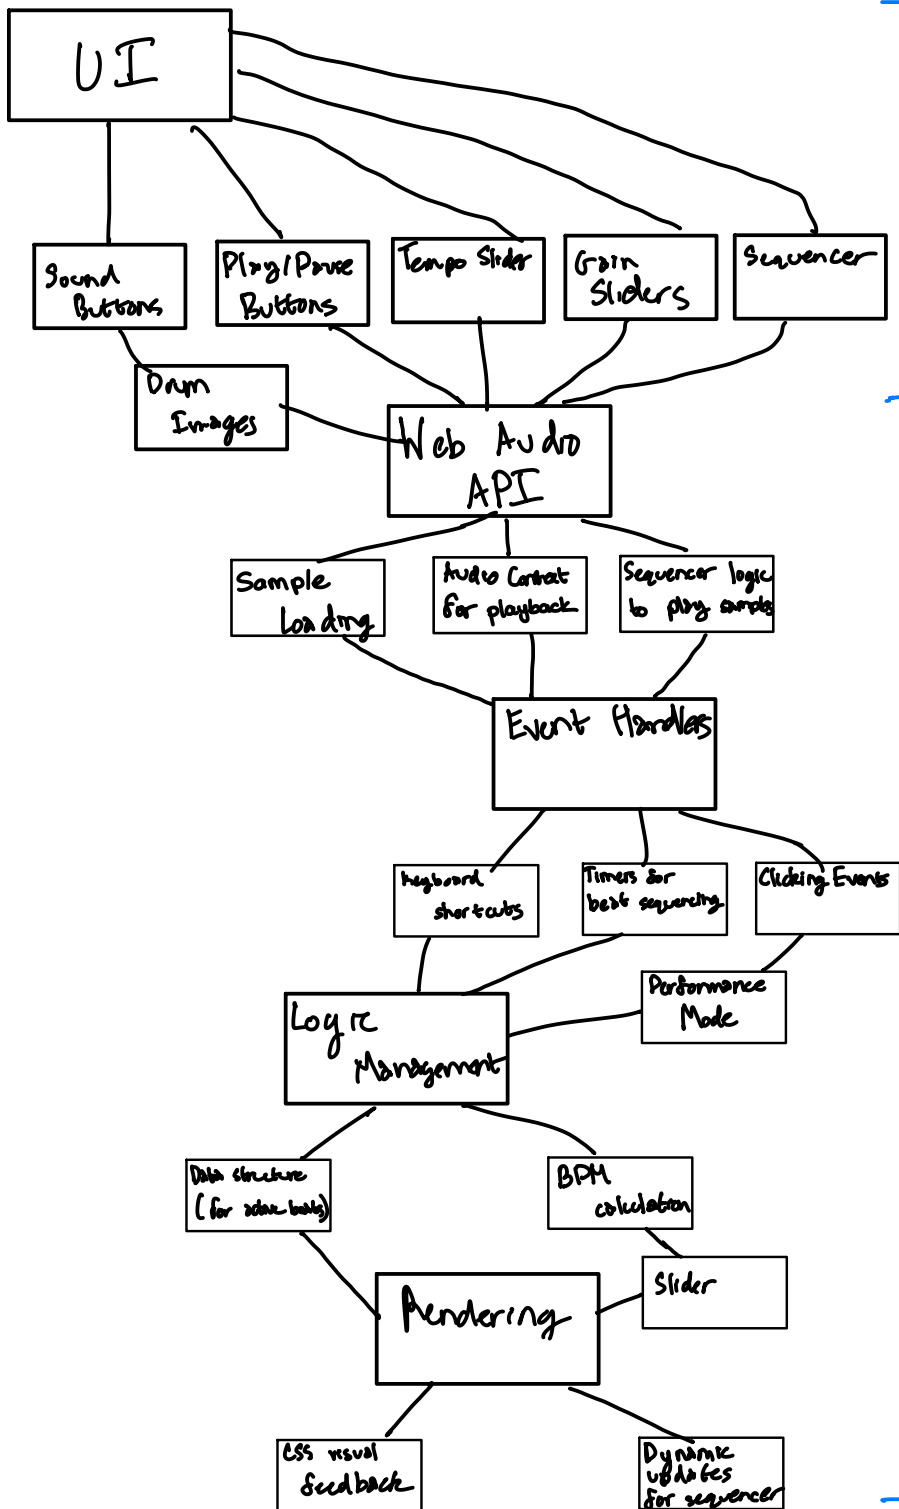 UI
Sound
Buttons
Play/Pause
Buttons
Tempo Slider
Gain
Sliders
Sequencer
Drum
Images
Web Audio
API
Sample
Loading
Audio Context
for playback
Sequencer logic
to play samples
Event Handlers
Keyboard
shortcuts
Timers for
beat sequencing
Clicking Events
Performance
Mode
Logic
Management
Data structure
(for active beats)
BPM
calculation
Slider
Rendering
CSS visual
feedback
Dynamic
updates
for sequencer